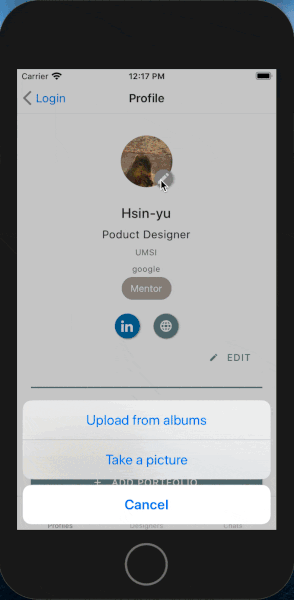 Carrier 12:17 PM
Login Profile
Hsin-yu
Poduct Designer
UMSI
google
Mentor
in
EDIT
Upload from albums
Take a picture
+ ADD PORTFOLIO
Cancel
Profiles Designers Chats